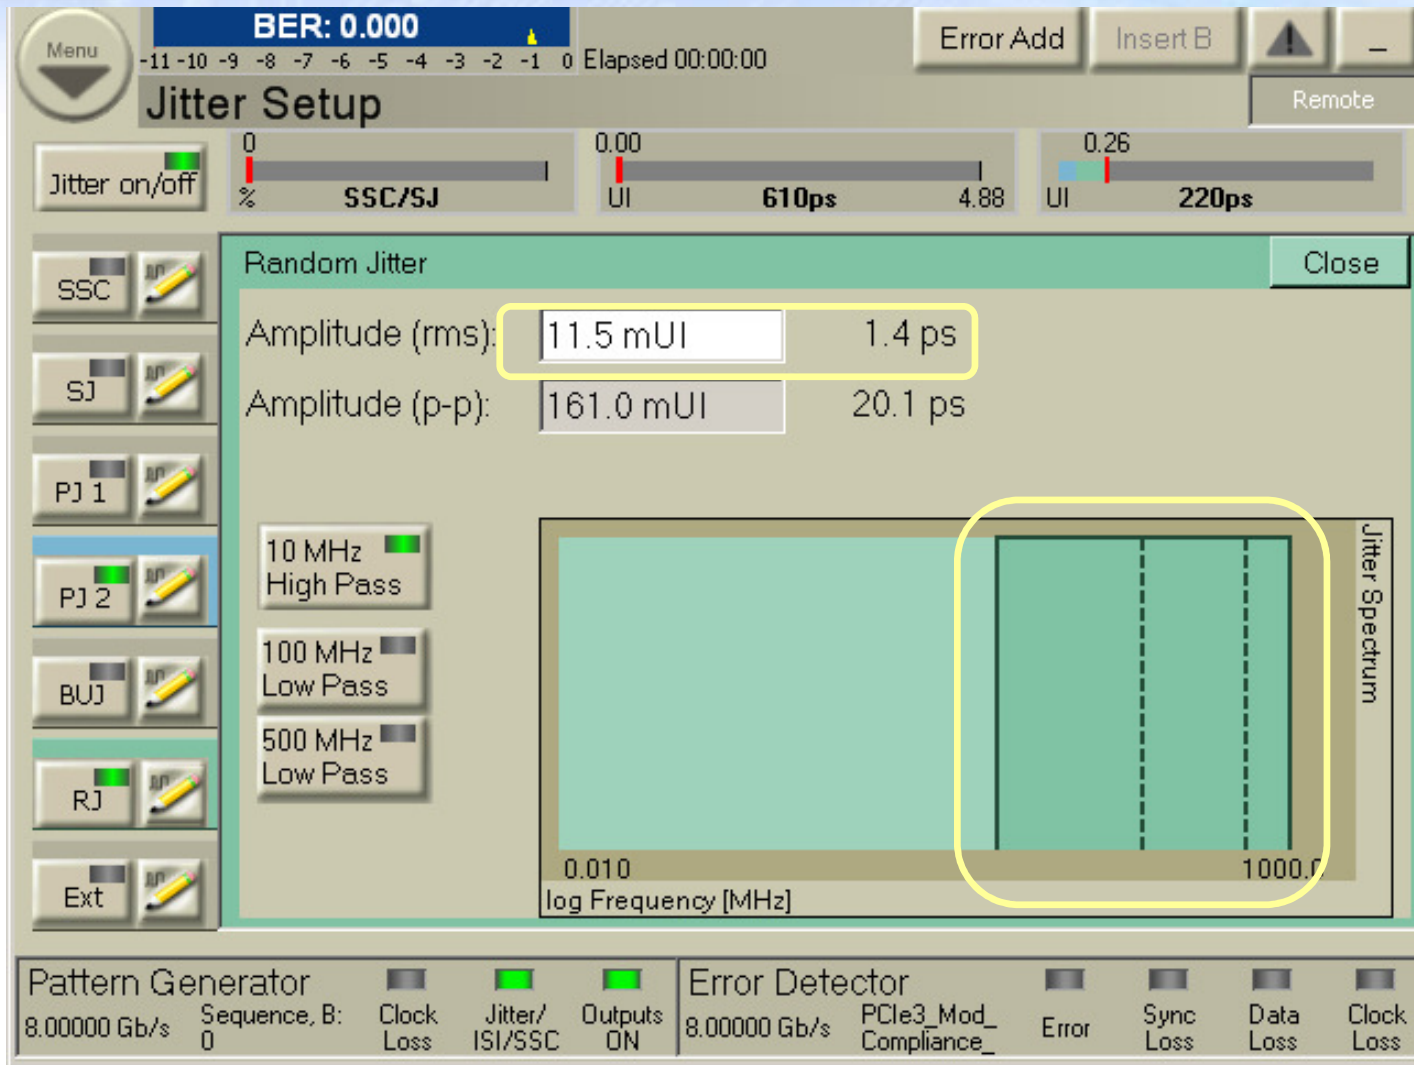 Menu
BER: 0.000
-11 -10 -9 -8 -7 -6 -5 -4 -3 -2 -1 0 Elapsed 00:00:00
Error Add
Insert B
_
Jitter Setup
Remote
Jitter on/off
0
% SSC/SJ
0.00
UI 610ps 4.88
0.26
UI 220ps
SSC
SJ
PJ 1
PJ 2
BUJ
RJ
Ext
Random Jitter
Close
Amplitude (rms): 11.5 mUI 1.4 ps
Amplitude (p-p): 161.0 mUI 20.1 ps
10 MHz
High Pass
100 MHz
Low Pass
500 MHz
Low Pass
Jitter Spectrum
0.010 1000.0
log Frequency [MHz]
Pattern Generator
8.00000 Gb/s
Sequence, B:
0
Clock
Loss
Jitter/
ISI/SSC
Outputs
ON
Error Detector
8.00000 Gb/s
PCIe3_Mod_
Compliance_
Error
Sync
Loss
Data
Loss
Clock
Loss